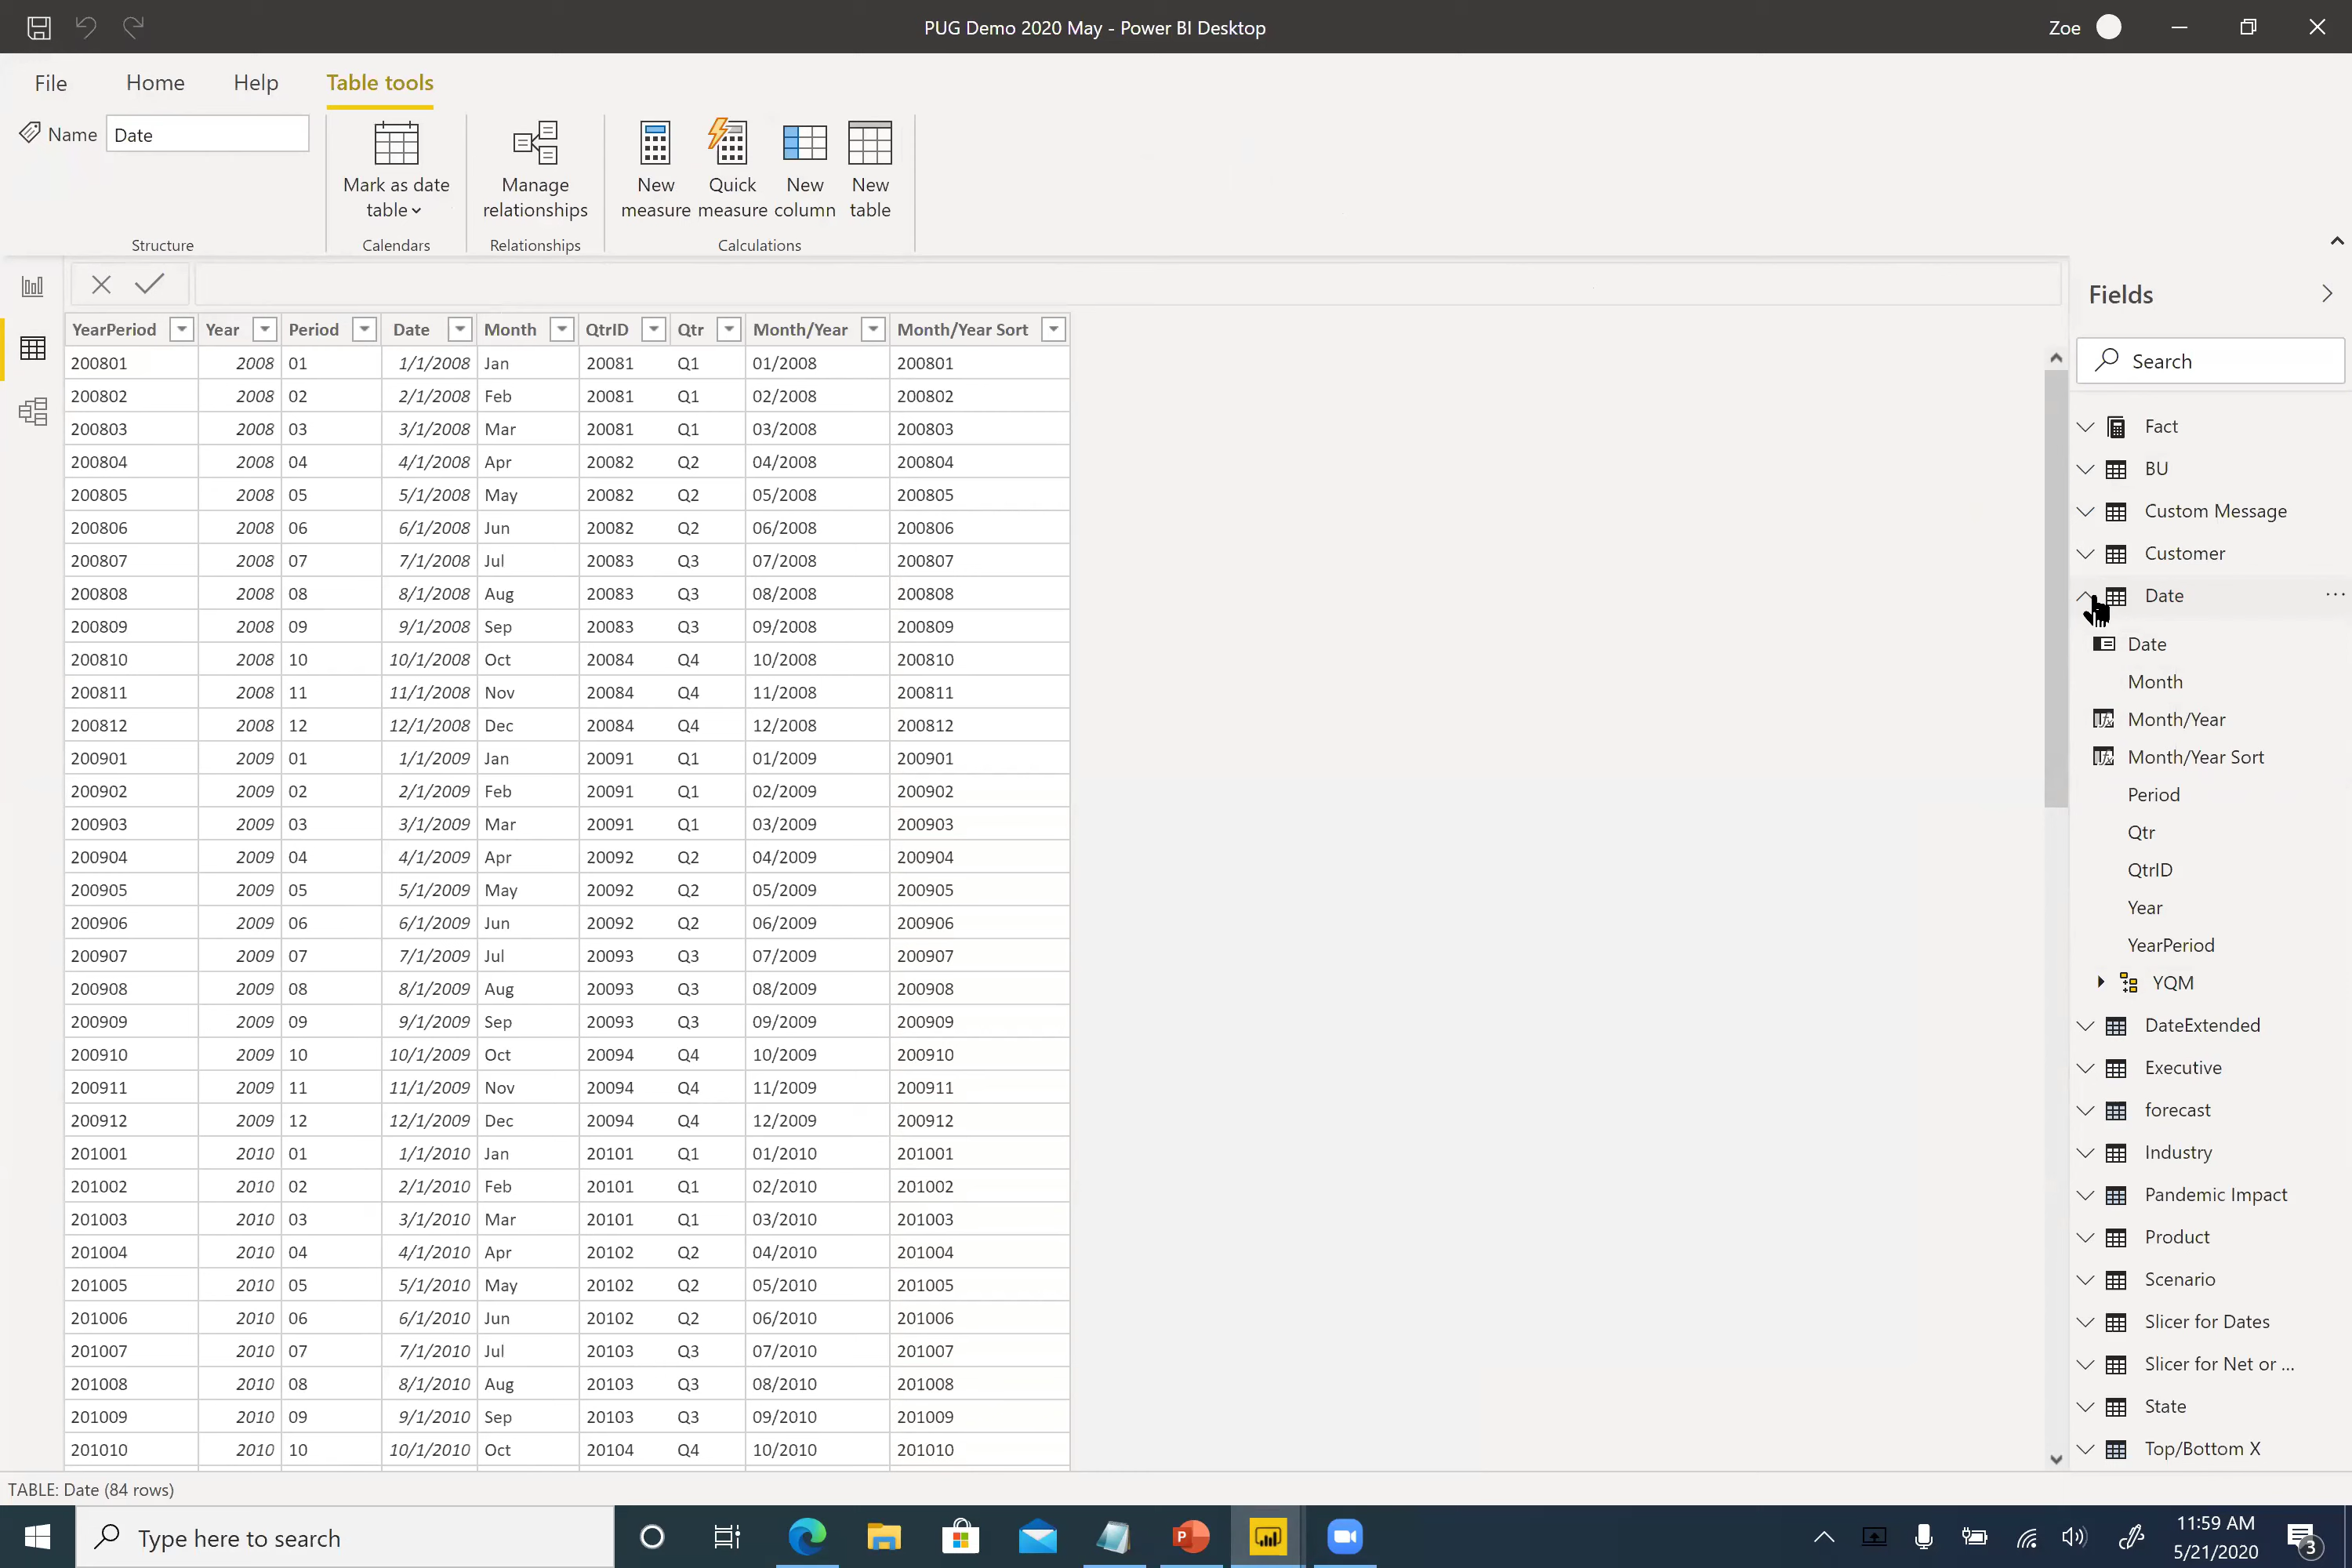 PUG Demo 2020 May - Power BI Desktop
Zoe
File Home Help Table tools
Name Date
Mark as date table
Manage relationships
New measure
Quick measure
New column
New table
Structure Calendars Relationships Calculations
Fields
Search
YearPeriod Year Period Date Month QtrID Qtr Month/Year Month/Year Sort
200801 2008 01 1/1/2008 Jan 20081 Q1 01/2008 200801
200802 2008 02 2/1/2008 Feb 20081 Q1 02/2008 200802
200803 2008 03 3/1/2008 Mar 20081 Q1 03/2008 200803
200804 2008 04 4/1/2008 Apr 20082 Q2 04/2008 200804
200805 2008 05 5/1/2008 May 20082 Q2 05/2008 200805
200806 2008 06 6/1/2008 Jun 20082 Q2 06/2008 200806
200807 2008 07 7/1/2008 Jul 20083 Q3 07/2008 200807
200808 2008 08 8/1/2008 Aug 20083 Q3 08/2008 200808
200809 2008 09 9/1/2008 Sep 20083 Q3 09/2008 200809
200810 2008 10 10/1/2008 Oct 20084 Q4 10/2008 200810
200811 2008 11 11/1/2008 Nov 20084 Q4 11/2008 200811
200812 2008 12 12/1/2008 Dec 20084 Q4 12/2008 200812
200901 2009 01 1/1/2009 Jan 20091 Q1 01/2009 200901
200902 2009 02 2/1/2009 Feb 20091 Q1 02/2009 200902
200903 2009 03 3/1/2009 Mar 20091 Q1 03/2009 200903
200904 2009 04 4/1/2009 Apr 20092 Q2 04/2009 200904
200905 2009 05 5/1/2009 May 20092 Q2 05/2009 200905
200906 2009 06 6/1/2009 Jun 20092 Q2 06/2009 200906
200907 2009 07 7/1/2009 Jul 20093 Q3 07/2009 200907
200908 2009 08 8/1/2009 Aug 20093 Q3 08/2009 200908
200909 2009 09 9/1/2009 Sep 20093 Q3 09/2009 200909
200910 2009 10 10/1/2009 Oct 20094 Q4 10/2009 200910
200911 2009 11 11/1/2009 Nov 20094 Q4 11/2009 200911
200912 2009 12 12/1/2009 Dec 20094 Q4 12/2009 200912
201001 2010 01 1/1/2010 Jan 20101 Q1 01/2010 201001
201002 2010 02 2/1/2010 Feb 20101 Q1 02/2010 201002
201003 2010 03 3/1/2010 Mar 20101 Q1 03/2010 201003
201004 2010 04 4/1/2010 Apr 20102 Q2 04/2010 201004
201005 2010 05 5/1/2010 May 20102 Q2 05/2010 201005
201006 2010 06 6/1/2010 Jun 20102 Q2 06/2010 201006
201007 2010 07 7/1/2010 Jul 20103 Q3 07/2010 201007
201008 2010 08 8/1/2010 Aug 20103 Q3 08/2010 201008
201009 2010 09 9/1/2010 Sep 20103 Q3 09/2010 201009
201010 2010 10 10/1/2010 Oct 20104 Q4 10/2010 201010
Fact
BU
Custom Message
Customer
Date
Date
Month
Month/Year
Month/Year Sort
Period
Qtr
QtrID
Year
YearPeriod
YQM
DateExtended
Executive
forecast
Industry
Pandemic Impact
Product
Scenario
Slicer for Dates
Slicer for Net or ...
State
Top/Bottom X
TABLE: Date (84 rows)
Type here to search
11:59 AM
5/21/2020
3